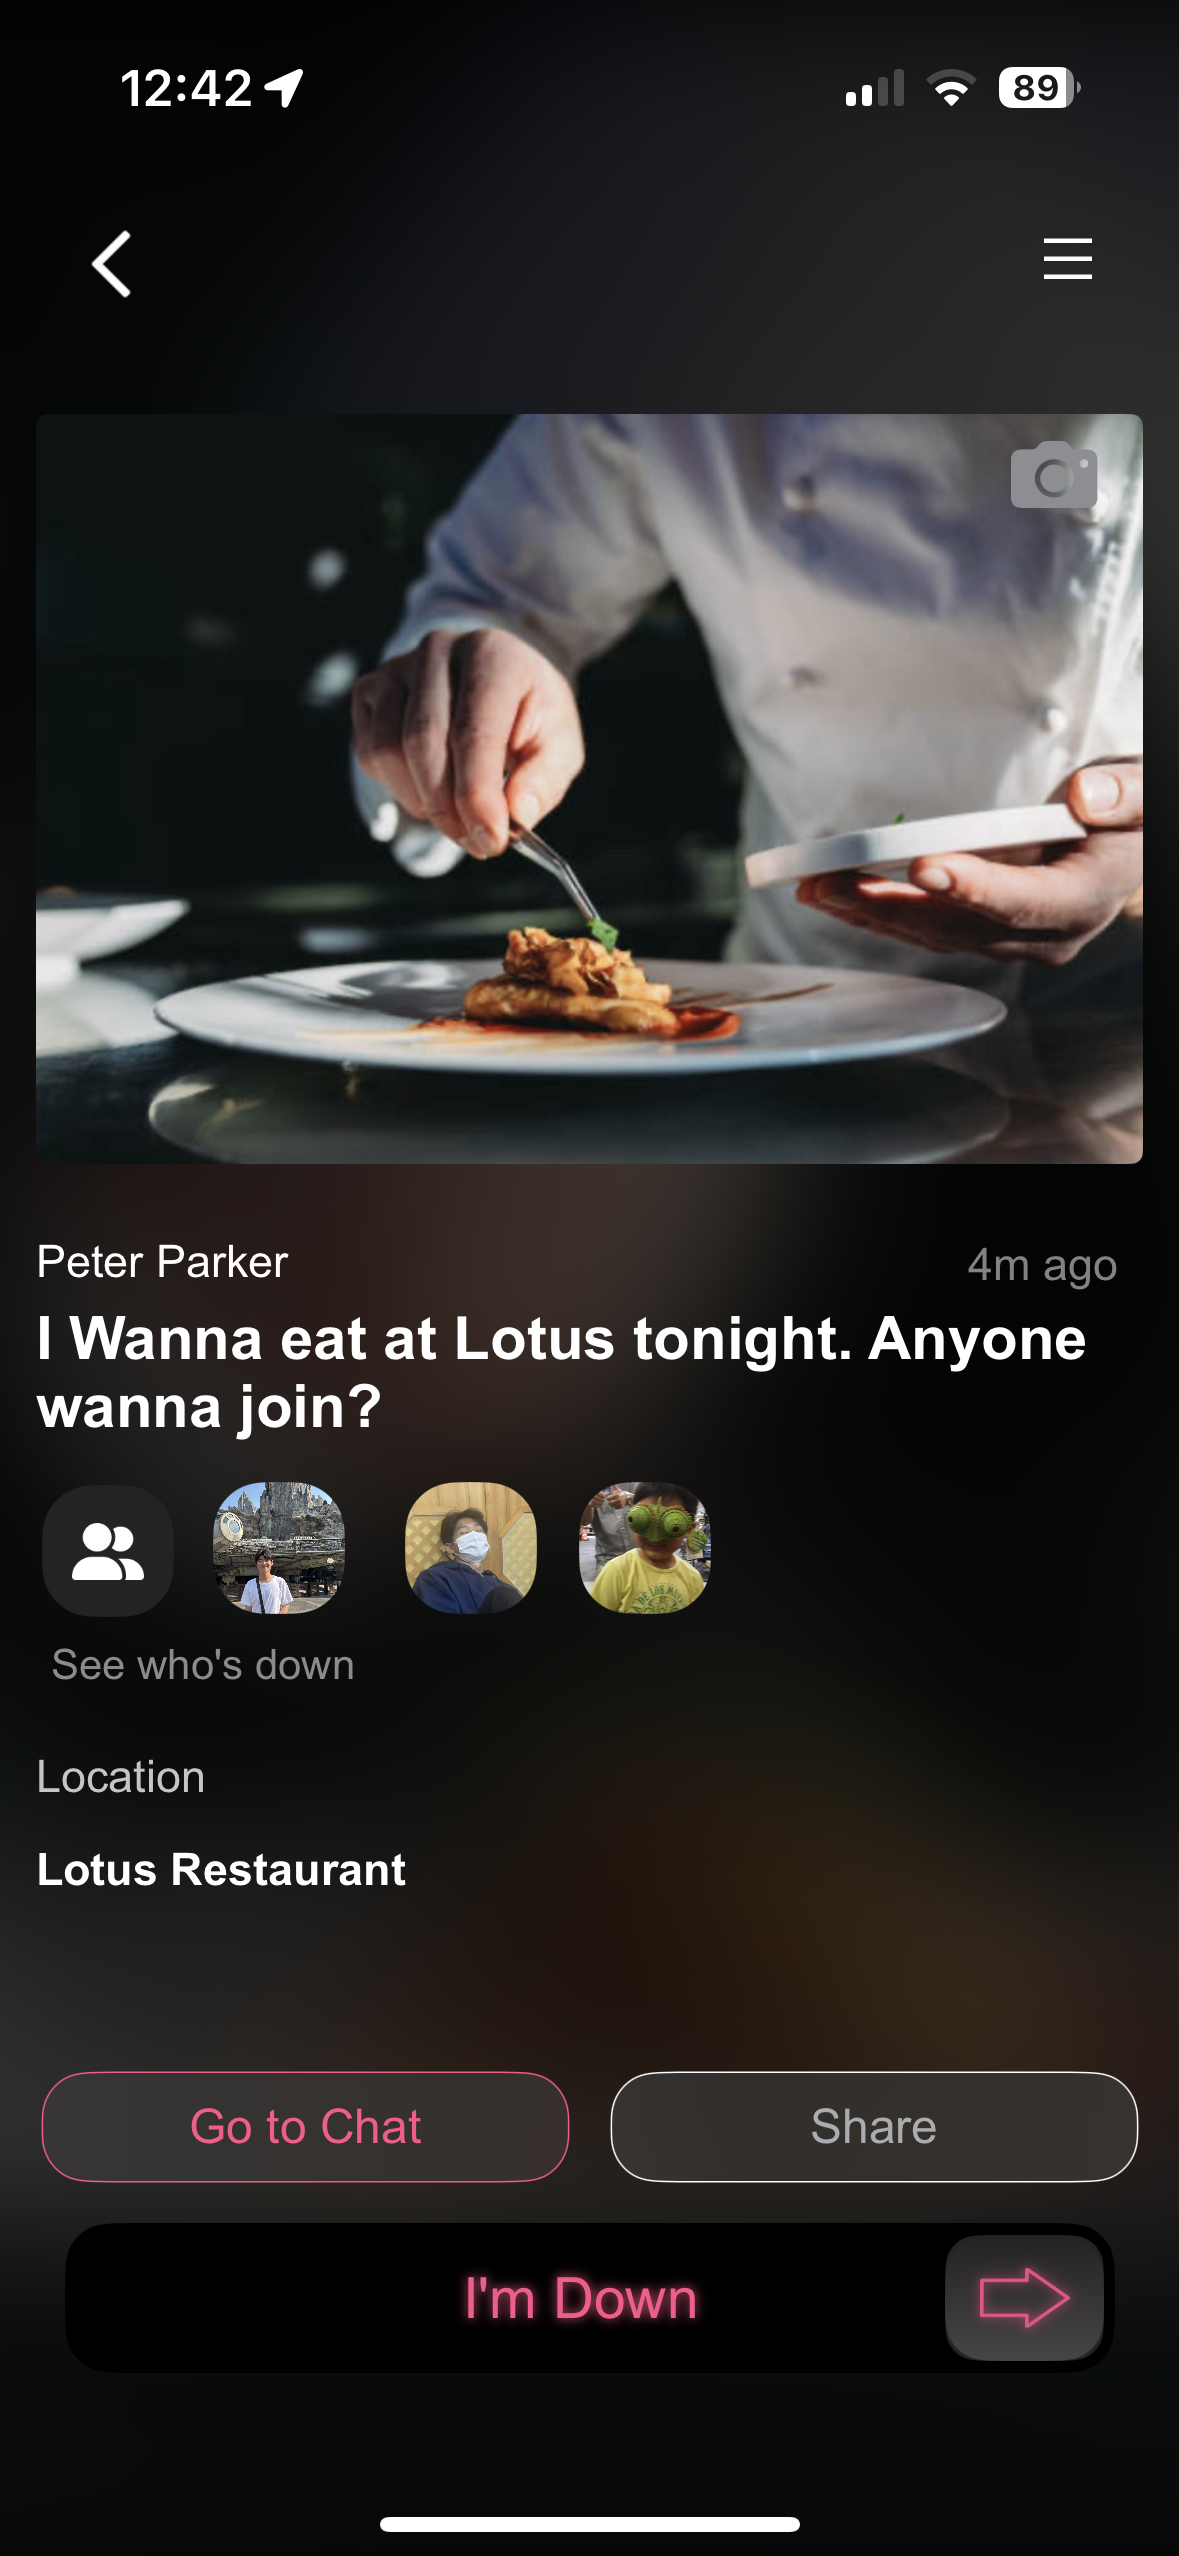 12:42
89
Peter Parker
4m ago
I Wanna eat at Lotus tonight. Anyone
wanna join?
See who's down
Location
Lotus Restaurant
Go to Chat
Share
I'm Down